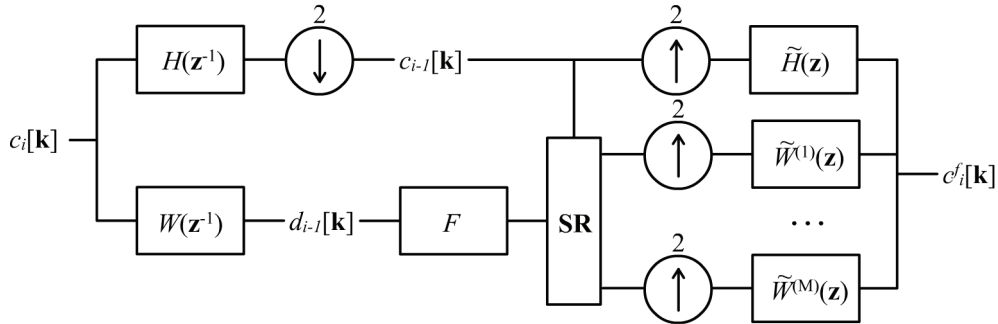 2
2
H(z⁻¹)
c_{i-1}[k]
H̃(z)
c_i[k]
2
SR
W̃⁽¹⁾(z)
c^f_i[k]
W(z⁻¹)
d_{i-1}[k]
F
...
2
W̃⁽ᴹ⁾(z)